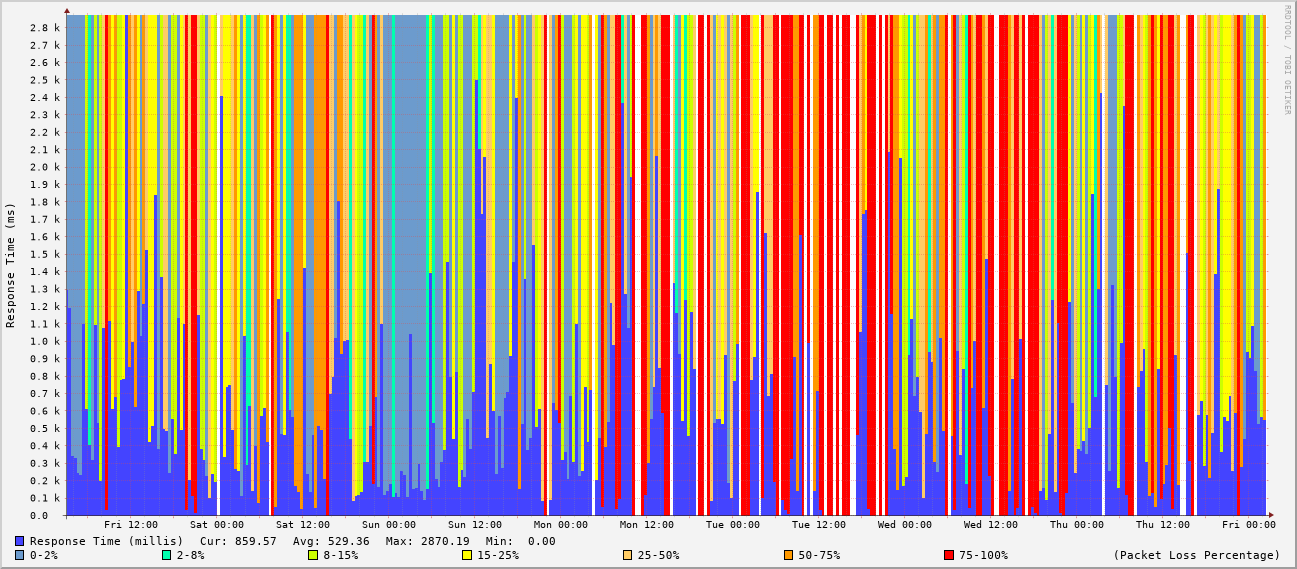 RRDTOOL / TOBI OETIKER
Response Time (ms)
2.8 k
2.7 k
2.6 k
2.5 k
2.4 k
2.3 k
2.2 k
2.1 k
2.0 k
1.9 k
1.8 k
1.7 k
1.6 k
1.5 k
1.4 k
1.3 k
1.2 k
1.1 k
1.0 k
0.9 k
0.8 k
0.7 k
0.6 k
0.5 k
0.4 k
0.3 k
0.2 k
0.1 k
0.0
Fri 12:00 Sat 00:00 Sat 12:00 Sun 00:00 Sun 12:00 Mon 00:00 Mon 12:00 Tue 00:00 Tue 12:00 Wed 00:00 Wed 12:00 Thu 00:00 Thu 12:00 Fri 00:00
Response Time (millis) Cur: 859.57 Avg: 529.36 Max: 2870.19 Min: 0.00
0-2% 2-8% 8-15% 15-25% 25-50% 50-75% 75-100% (Packet Loss Percentage)